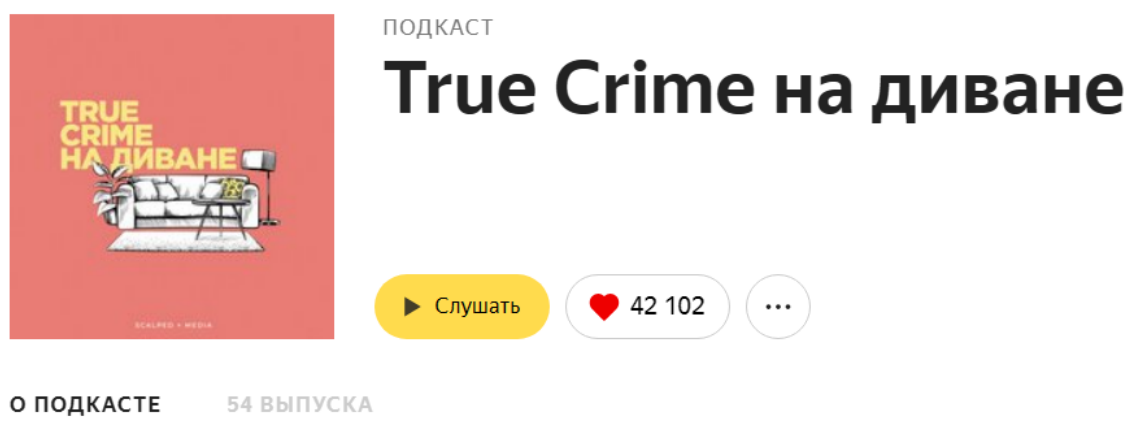 ПОДКАСТ
True Crime на диване
TRUE
CRIME
НА ДИВАНЕ
Слушать
42 102
SCALPEO × MEDIA
О ПОДКАСТЕ
54 ВЫПУСКА